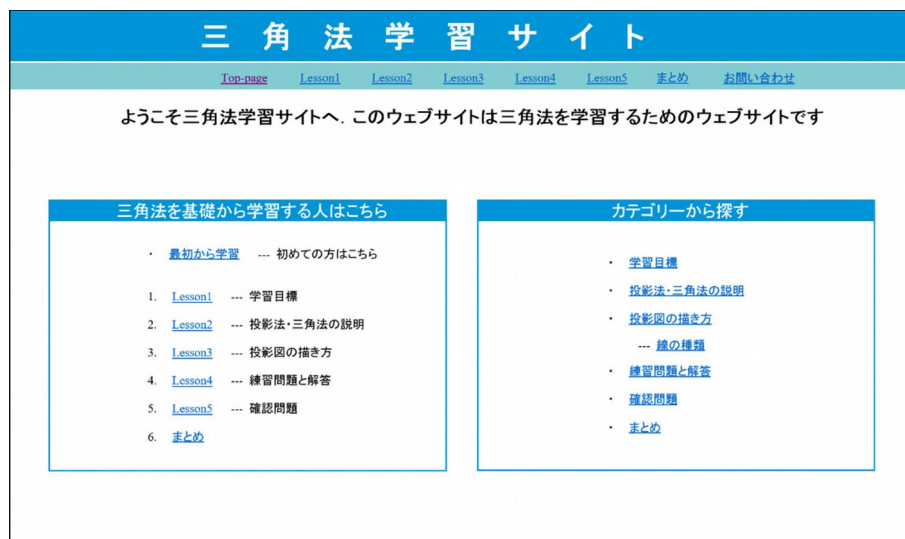 三角法学習サイト
Top-page Lesson1 Lesson2 Lesson3 Lesson4 Lesson5 まとめ お問い合わせ
ようこそ三角法学習サイトへ. このウェブサイトは三角法を学習するためのウェブサイトです
三角法を基礎から学習する人はこちら
・ 最初から学習 --- 初めての方はこちら
1. Lesson1 --- 学習目標
2. Lesson2 --- 投影法・三角法の説明
3. Lesson3 --- 投影図の描き方
4. Lesson4 --- 練習問題と解答
5. Lesson5 --- 確認問題
6. まとめ
カテゴリーから探す
・ 学習目標
・ 投影法・三角法の説明
・ 投影図の描き方
--- 線の種類
・ 練習問題と解答
・ 確認問題
・ まとめ